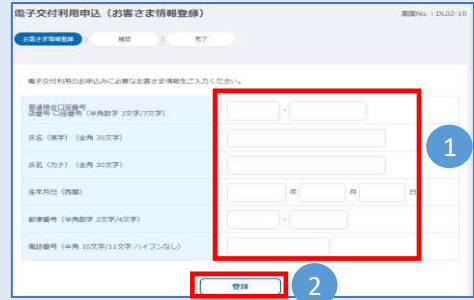 電子交付利用申込（お客さま情報登録）
画面No.：DL02-10
お客さま情報登録 確認 完了
電子交付利用のお申込みに必要なお客さま情報をご入力ください。
普通預金口座番号
店番号-口座番号（半角数字 3文字/7文字） -
氏名（漢字）（全角 30文字）
1
氏名（カナ）（全角 30文字）
生年月日（西暦） 年 月 日
郵便番号（半角数字 3文字/4文字） -
電話番号（半角 10文字/11文字 ハイフンなし）
登録
2